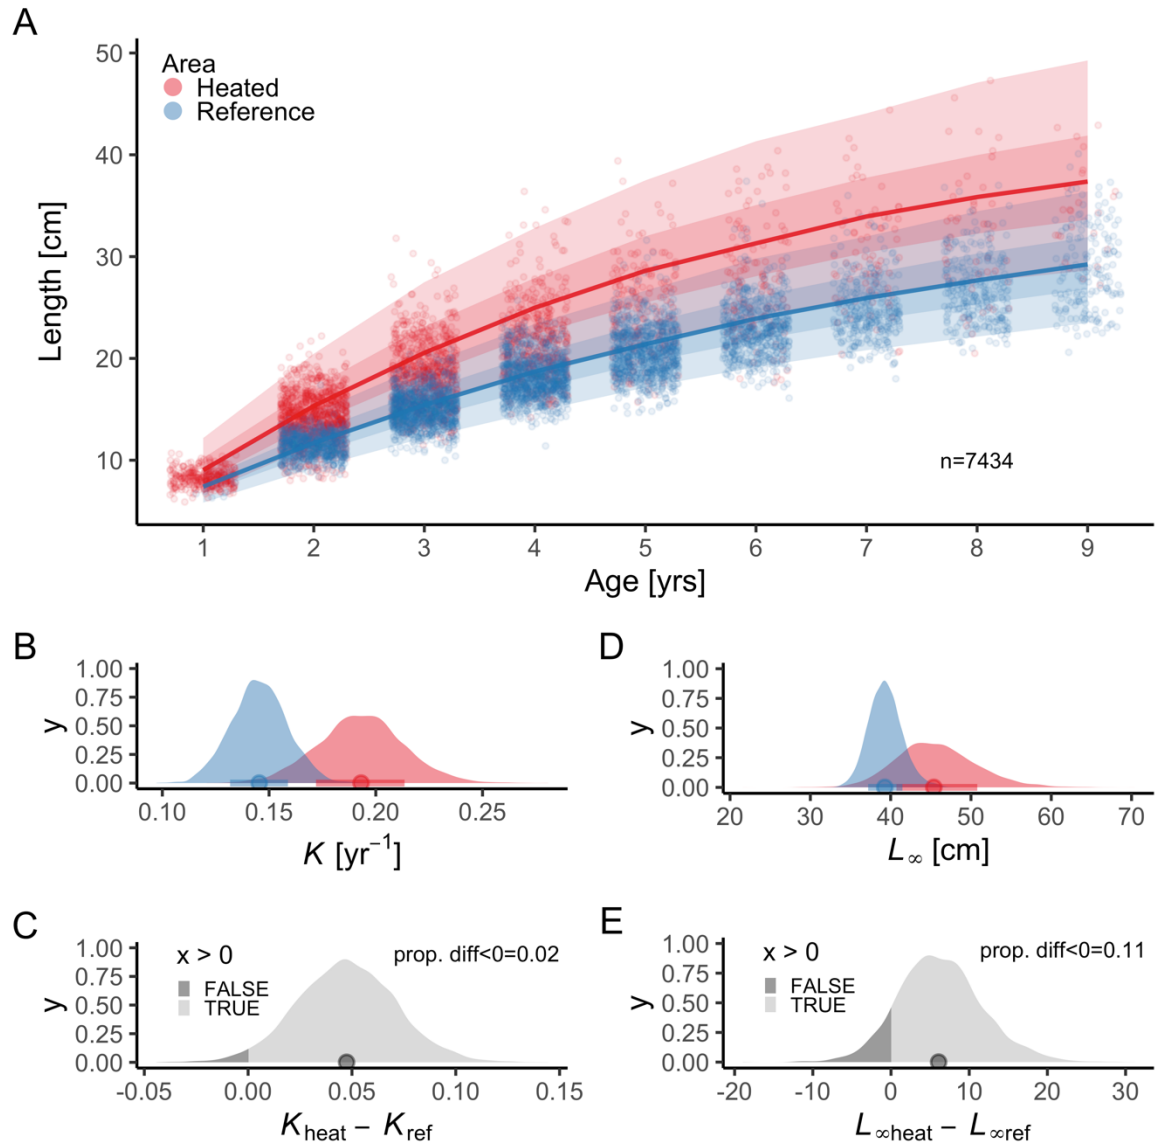 A
Length [cm]
50
40
30
20
10
Area
Heated
Reference
n=7434
1 2 3 4 5 6 7 8 9
Age [yrs]
B
y
1.00
0.75
0.50
0.25
0.00
0.10 0.15 0.20 0.25
K [yr⁻¹]
D
y
1.00
0.75
0.50
0.25
0.00
20 30 40 50 60 70
L∞ [cm]
C
y
1.00
0.75
0.50
0.25
0.00
x > 0
FALSE
TRUE
prop. diff<0=0.02
-0.05 0.00 0.05 0.10 0.15
Kheat − Kref
E
y
1.00
0.75
0.50
0.25
0.00
x > 0
FALSE
TRUE
prop. diff<0=0.11
-20 -10 0 10 20 30
L∞heat − L∞ref